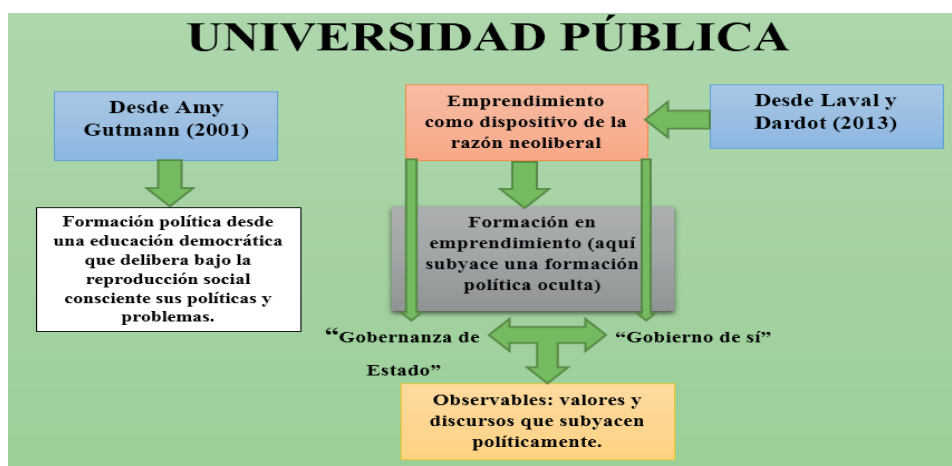 UNIVERSIDAD PÚBLICA
Desde Amy
Gutmann (2001)
Formación política desde
una educación democrática
que delibera bajo la
reproducción social
consciente sus políticas y
problemas.
Emprendimiento
como dispositivo de la
razón neoliberal
Desde Laval y
Dardot (2013)
Formación en
emprendimiento (aquí
subyace una formación
política oculta)
“Gobernanza de
Estado”
“Gobierno de sí”
Observables: valores y
discursos que subyacen
políticamente.